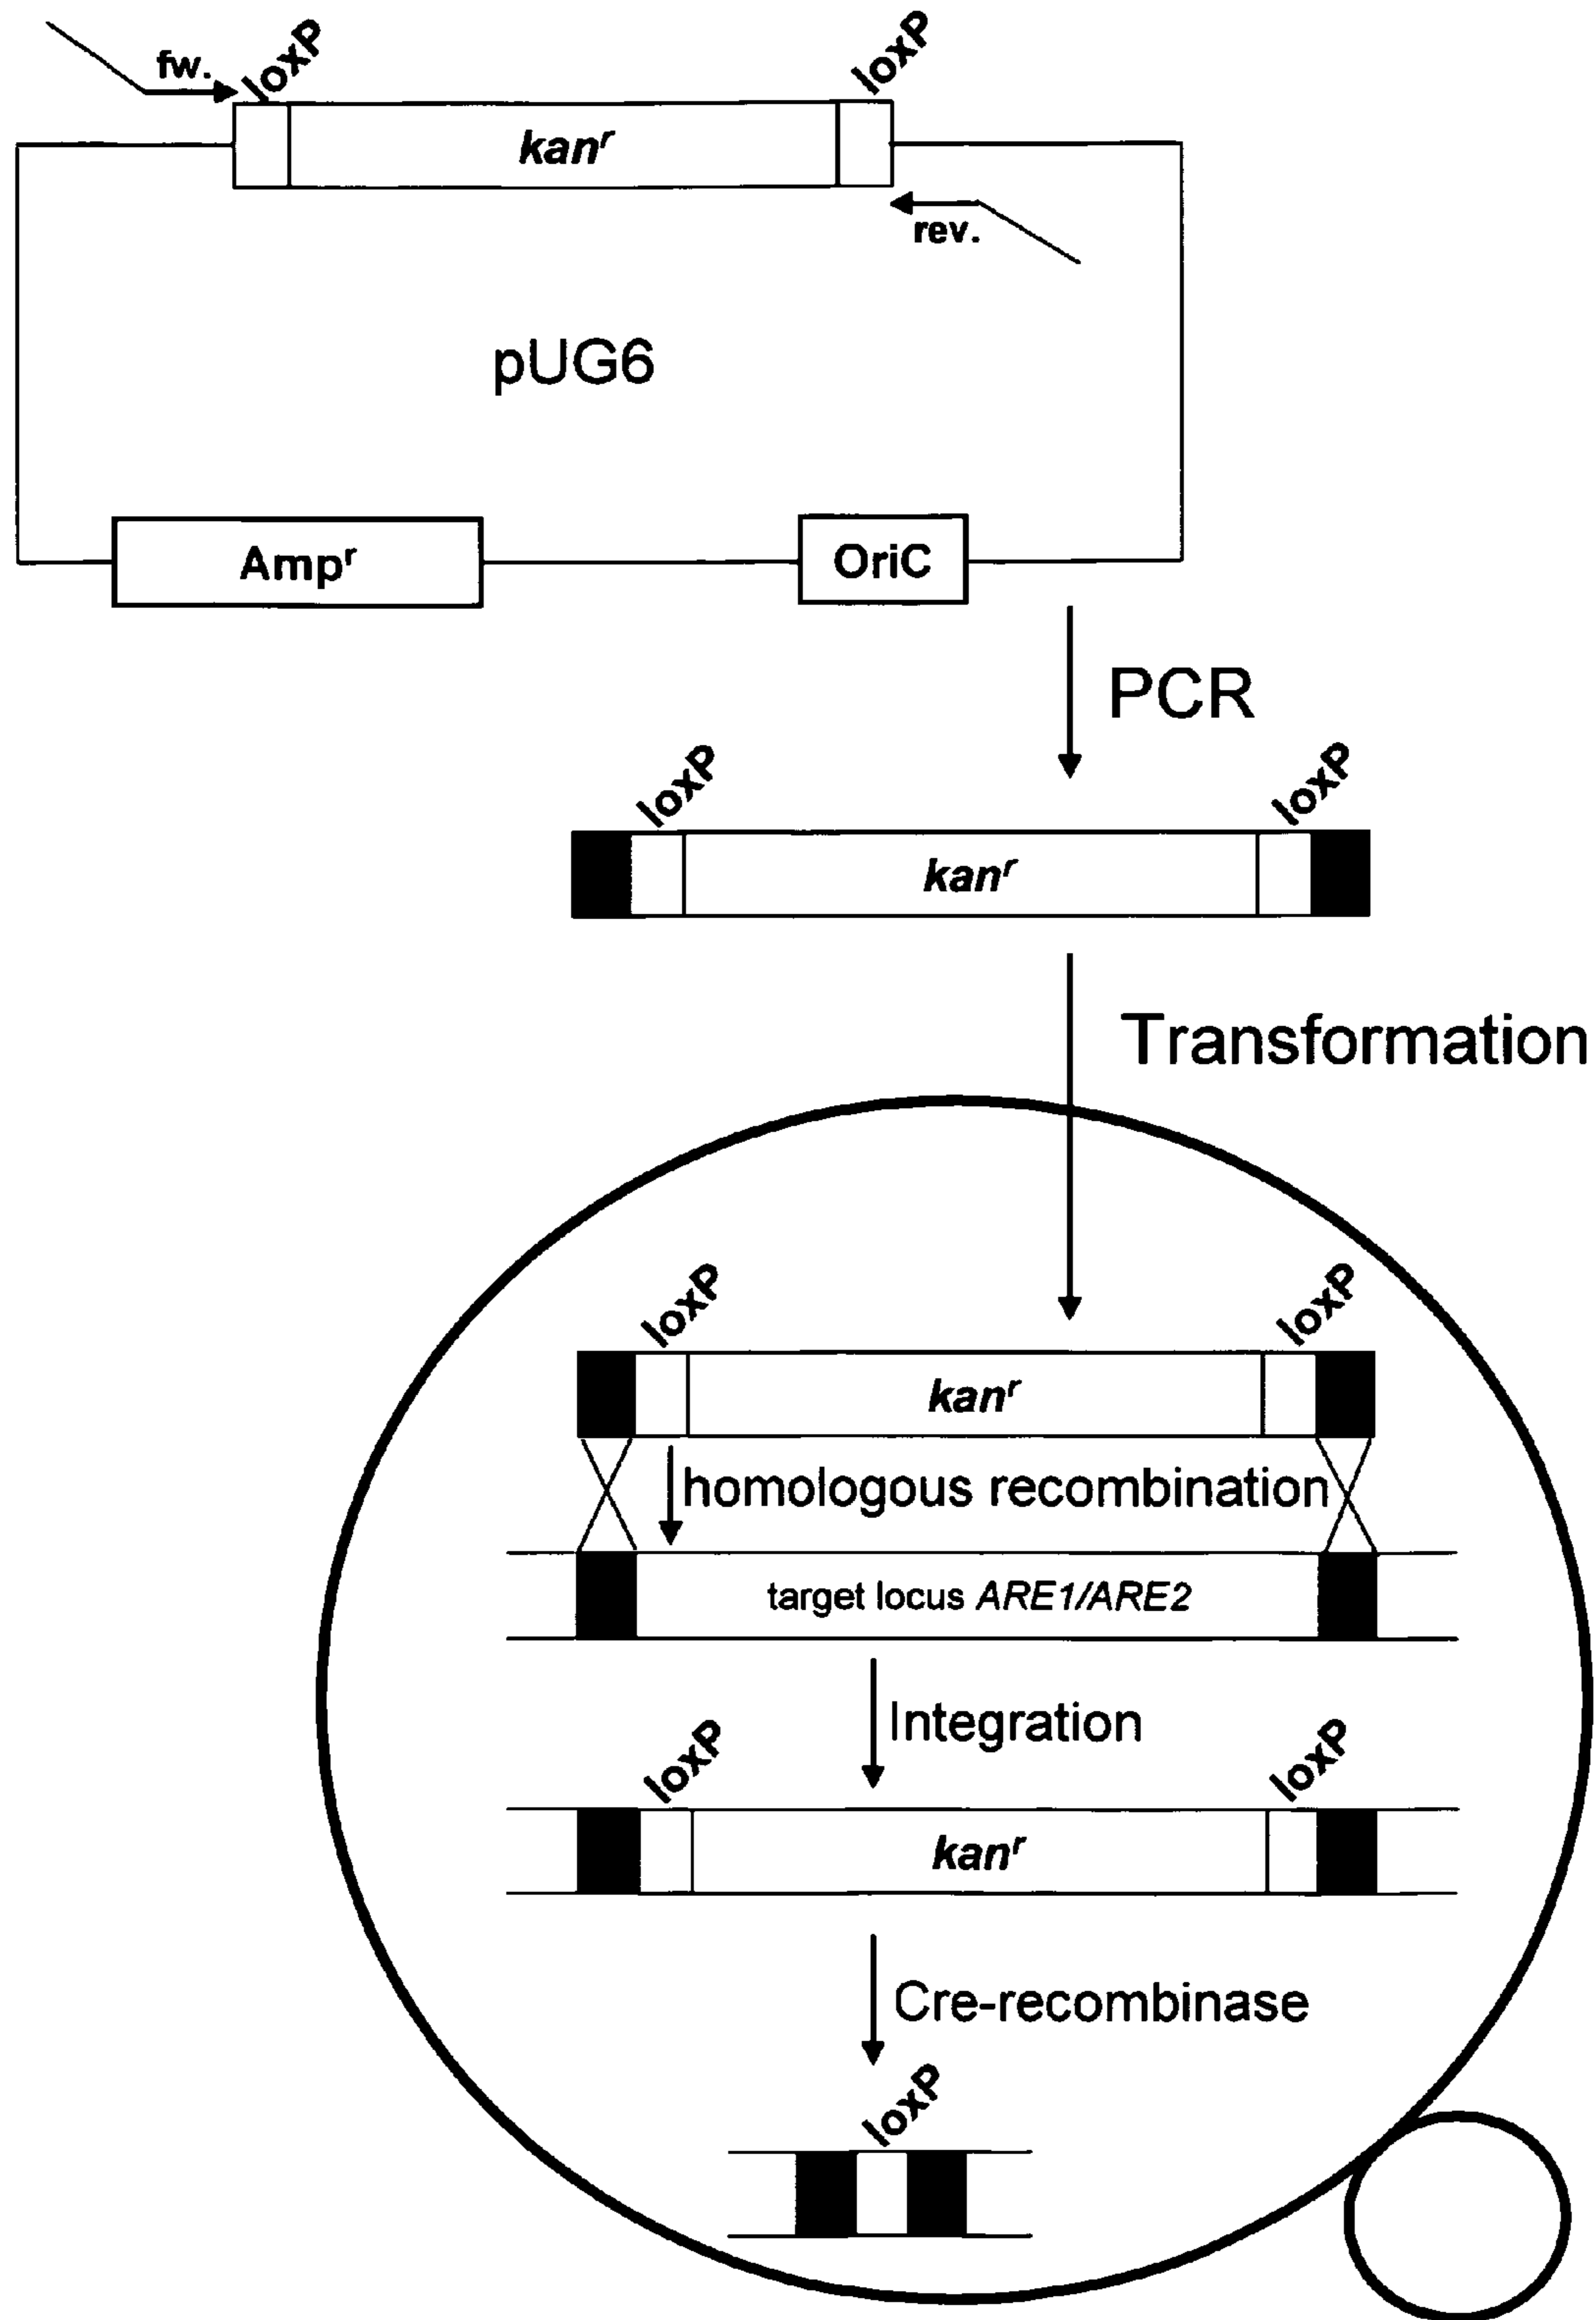 fw.
loxP
loxP
kanʳ
rev.
pUG6
Ampʳ
OriC
PCR
loxP
loxP
kanʳ
Transformation
loxP
loxP
kanʳ
homologous recombination
target locus ARE1/ARE2
Integration
loxP
loxP
kanʳ
Cre-recombinase
loxP